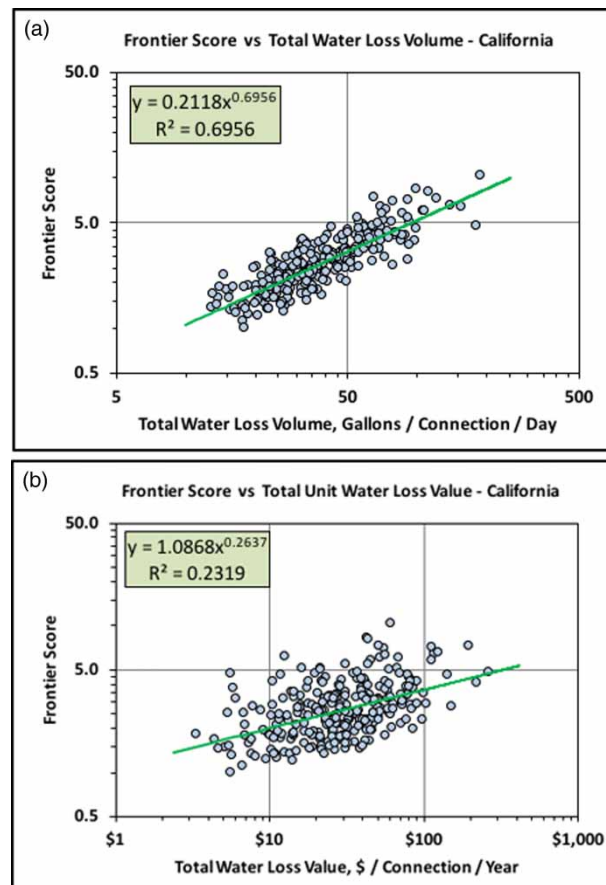 (a)
Frontier Score vs Total Water Loss Volume - California
50.0
y = 0.2118x^0.6956
R² = 0.6956
Frontier Score
5.0
0.5
5 50 500
Total Water Loss Volume, Gallons / Connection / Day
(b)
Frontier Score vs Total Unit Water Loss Value - California
50.0
y = 1.0868x^0.2637
R² = 0.2319
Frontier Score
5.0
0.5
$1 $10 $100 $1,000
Total Water Loss Value, $ / Connection / Year